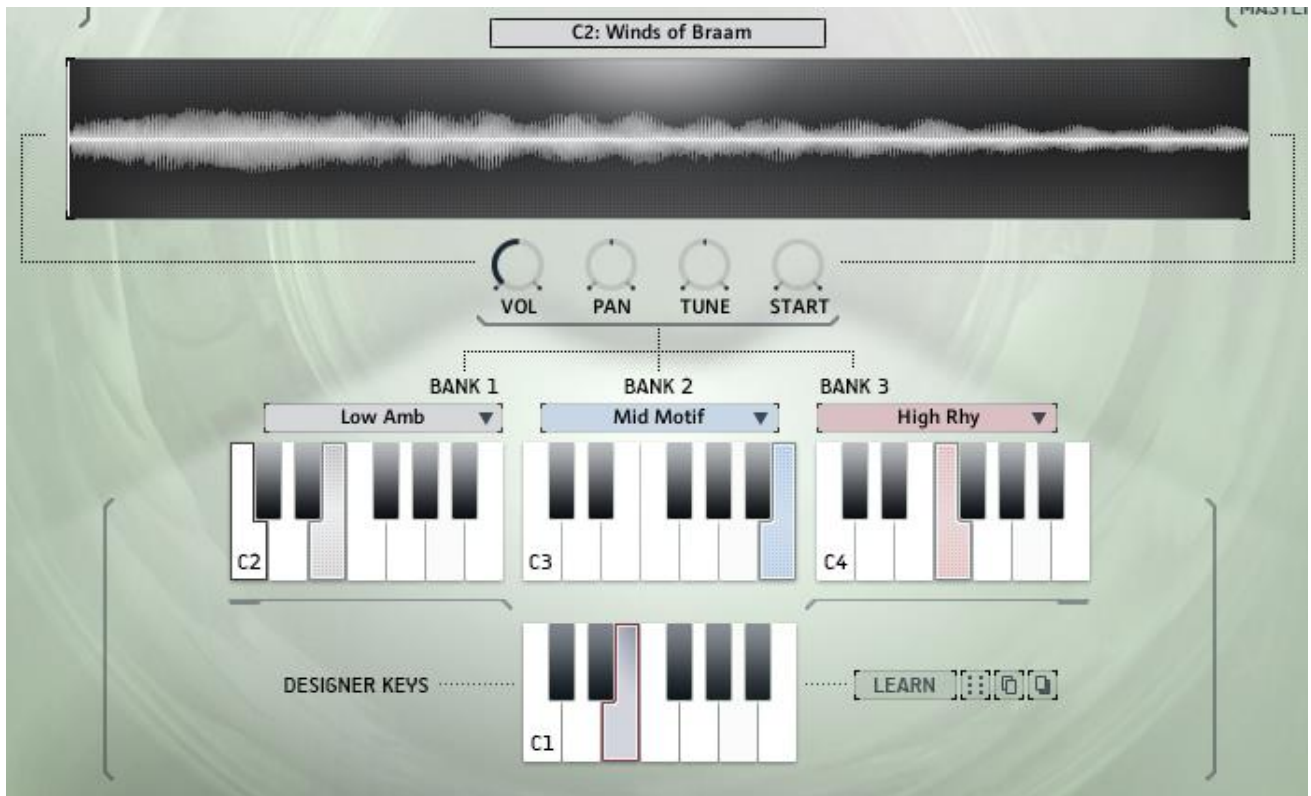 MASTER
C2: Winds of Braam
VOL PAN TUNE START
BANK 1 BANK 2 BANK 3
Low Amb Mid Motif High Rhy
C2 C3 C4
DESIGNER KEYS LEARN
C1